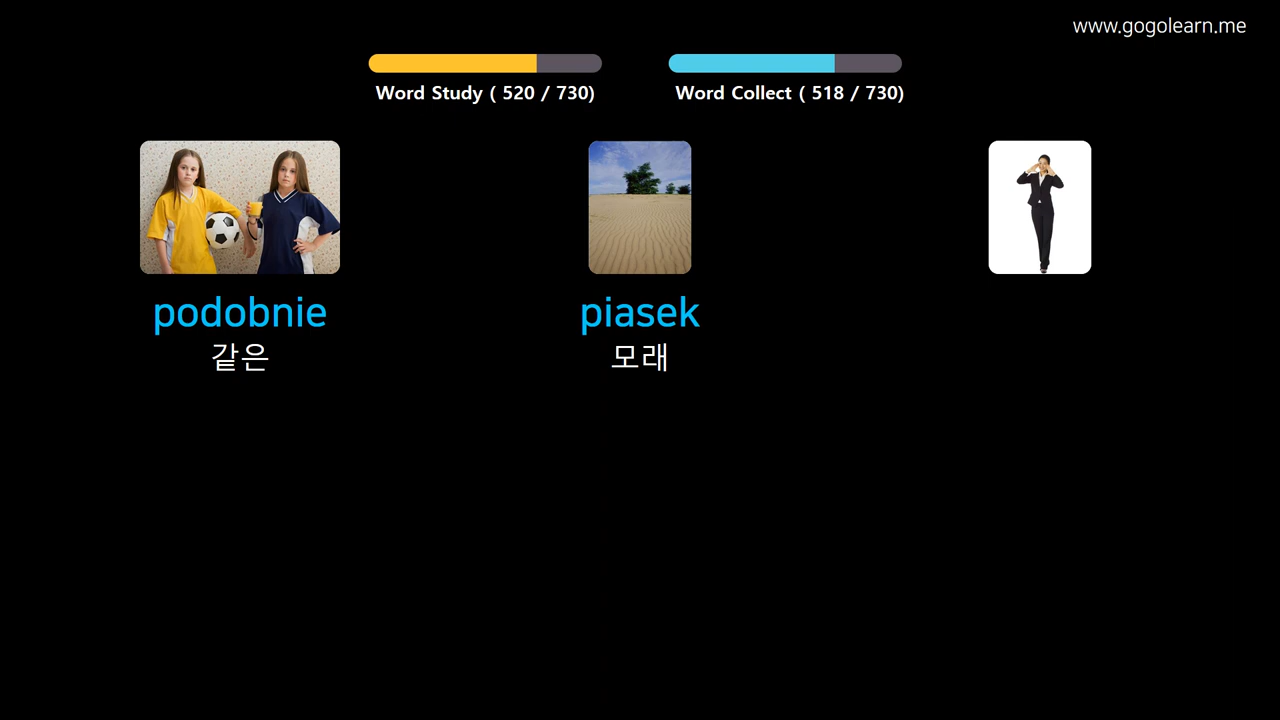 www.gogolearn.me
Word Study ( 520 / 730)
Word Collect ( 518 / 730)
podobnie
같은
piasek
모래